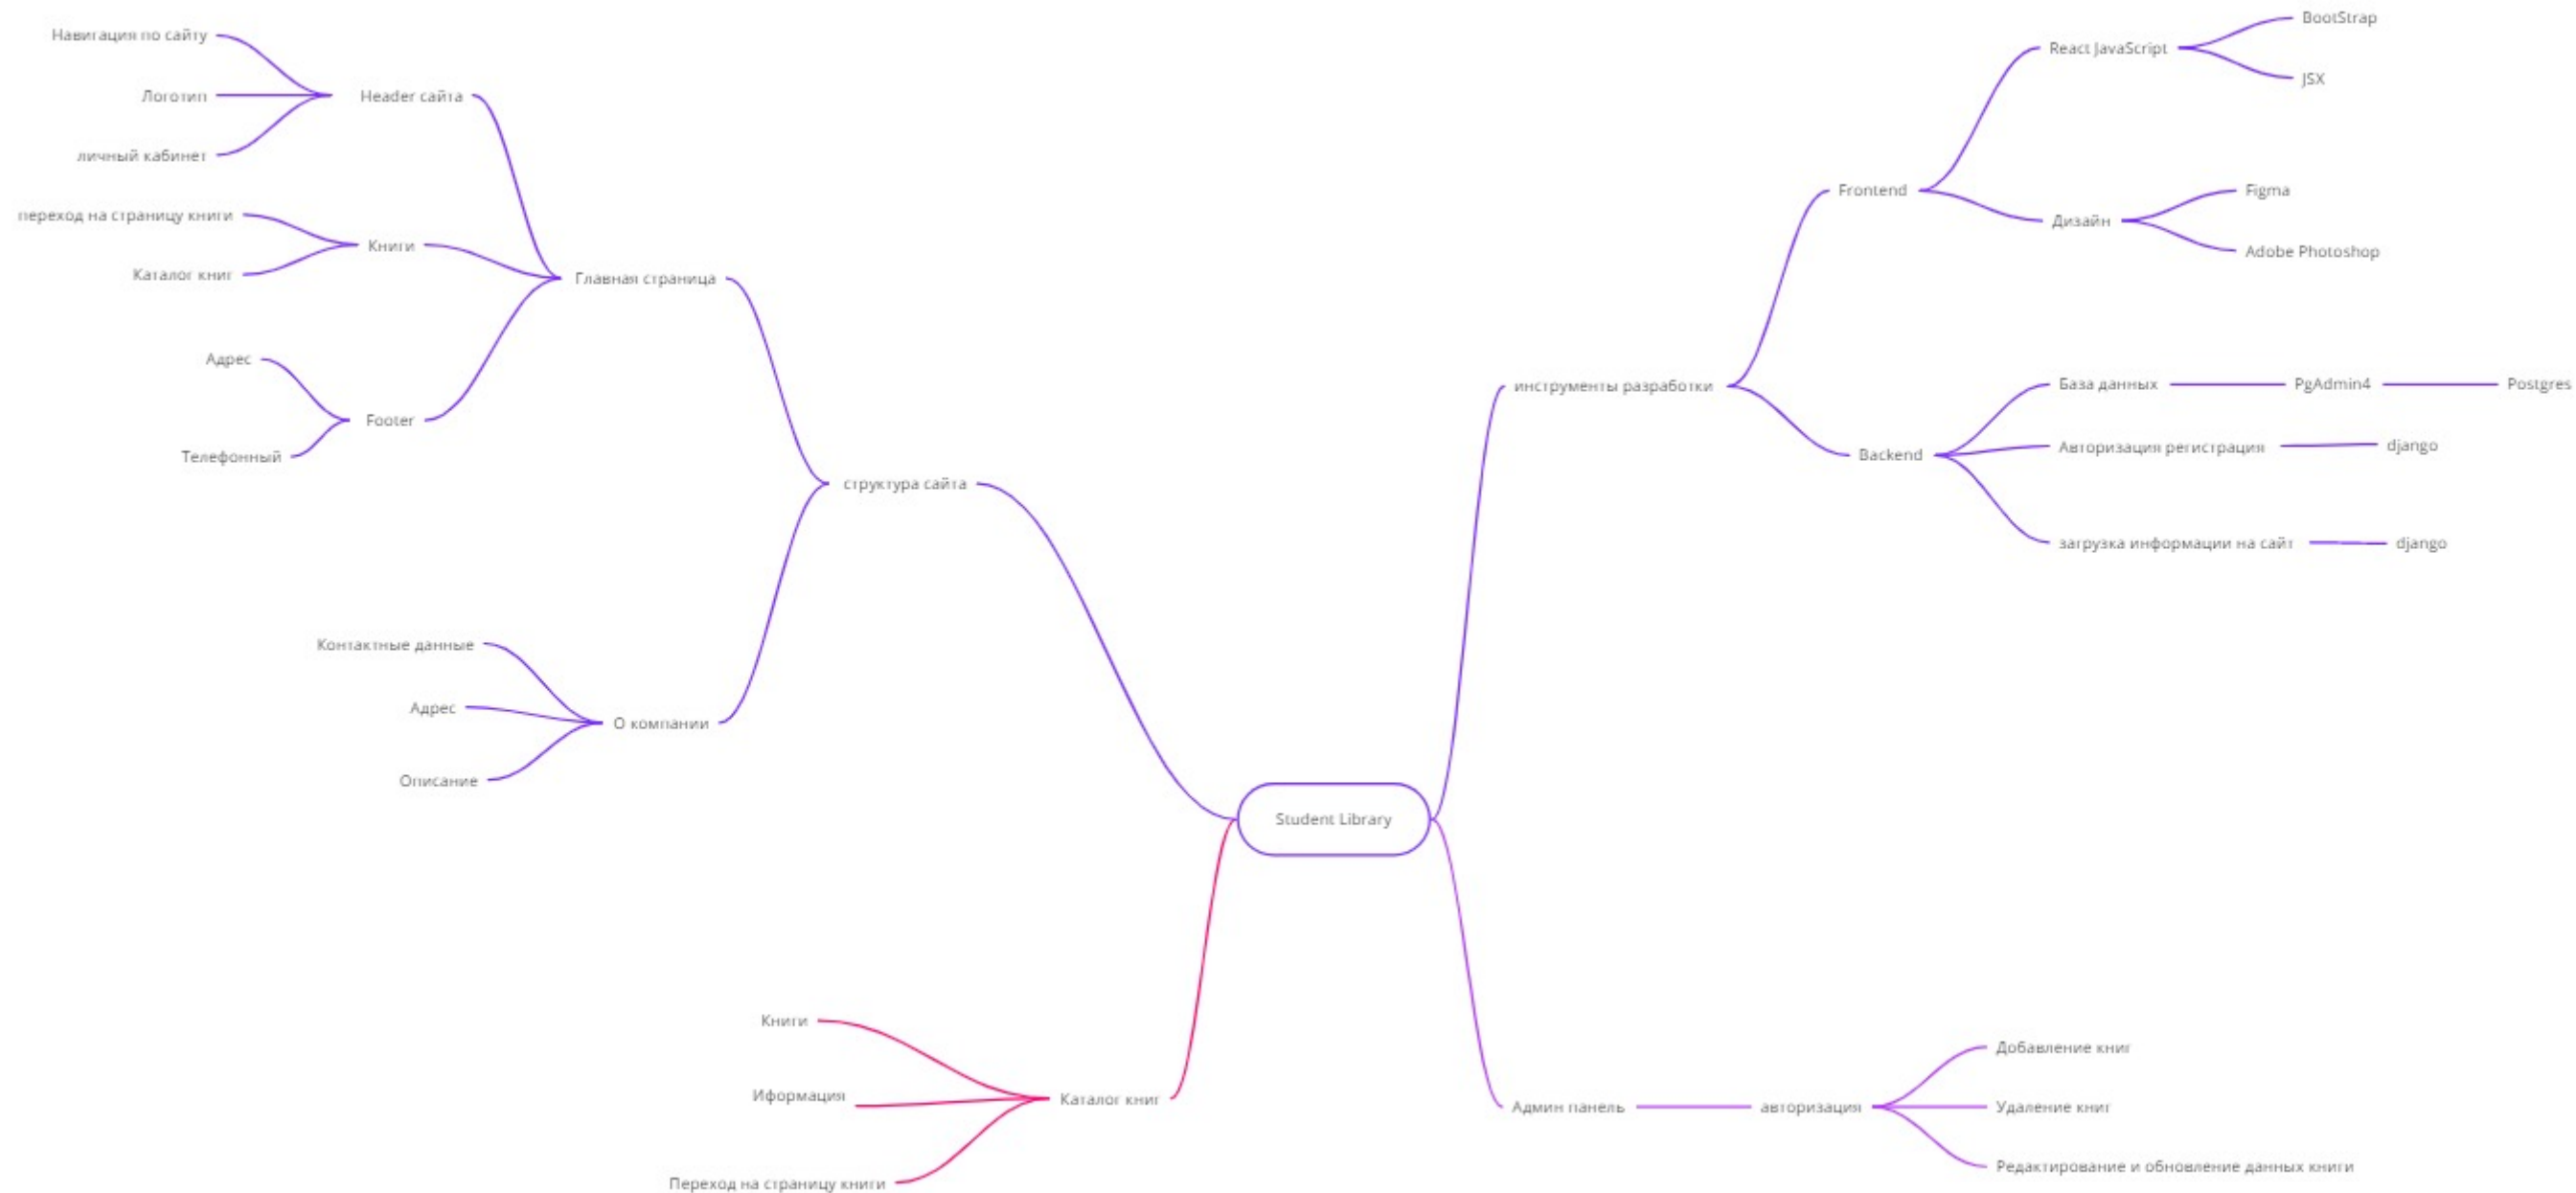 Навигация по сайту
Логотип
личный кабинет
Header сайта
переход на страницу книги
Каталог книг
Книги
Адрес
Телефонный
Footer
Главная страница
структура сайта
Контактные данные
Адрес
Описание
О компании
Student Library
Книги
Иформация
Переход на страницу книги
Каталог книг
инструменты разработки
Frontend
React JavaScript
BootStrap
JSX
Дизайн
Figma
Adobe Photoshop
Backend
База данных
PgAdmin4
Postgres
Авторизация регистрация
django
загрузка информации на сайт
django
Админ панель
авторизация
Добавление книг
Удаление книг
Редактирование и обновление данных книги